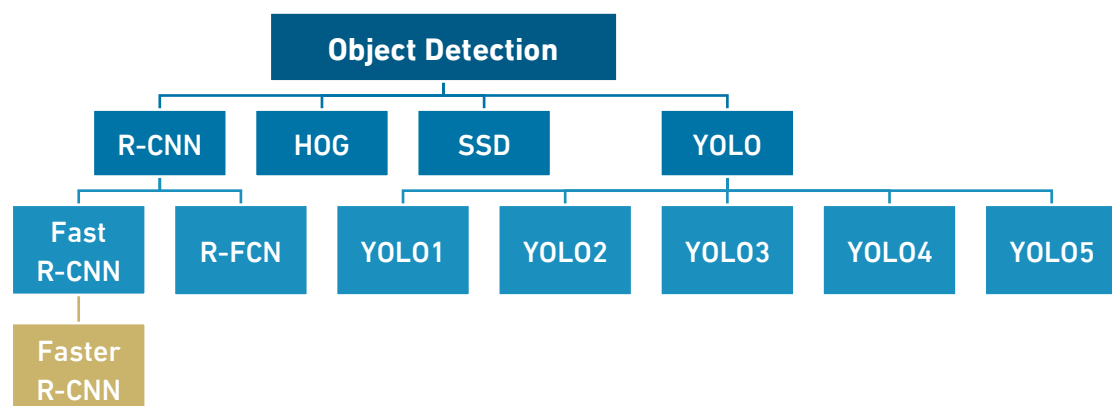 Object Detection
R-CNN
HOG
SSD
YOLO
Fast
R-CNN
R-FCN
YOLO1
YOLO2
YOLO3
YOLO4
YOLO5
Faster
R-CNN